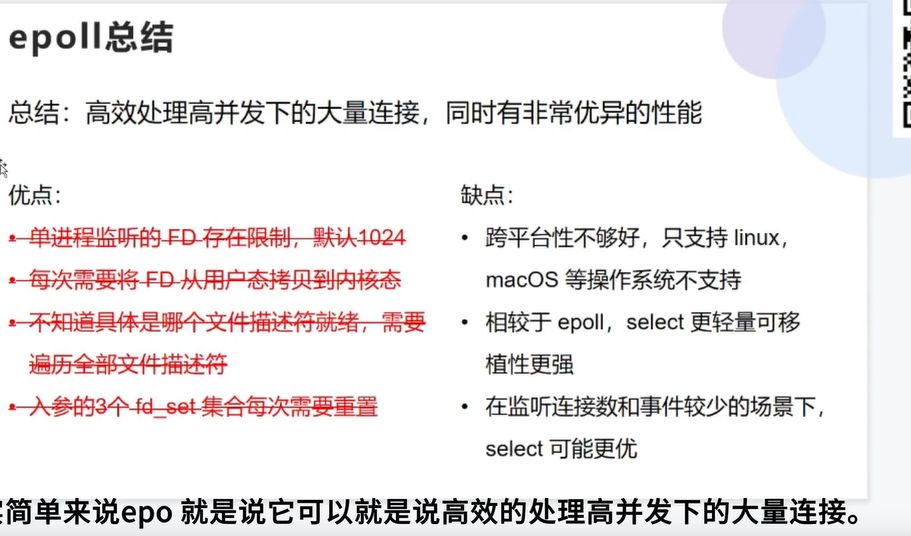 epoll总结
总结：高效处理高并发下的大量连接，同时有非常优异的性能
优点：
• 单进程监听的 FD 存在限制，默认1024
• 每次需要将 FD 从用户态拷贝到内核态
• 不知道具体是哪个文件描述符就绪，需要
遍历全部文件描述符
• 入参的3个 fd_set 集合每次需要重置
缺点：
• 跨平台性不够好，只支持 linux，
macOS 等操作系统不支持
• 相较于 epoll，select 更轻量可移
植性更强
• 在监听连接数和事件较少的场景下，
select 可能更优
简单来说epo 就是说它可以就是说高效的处理高并发下的大量连接。